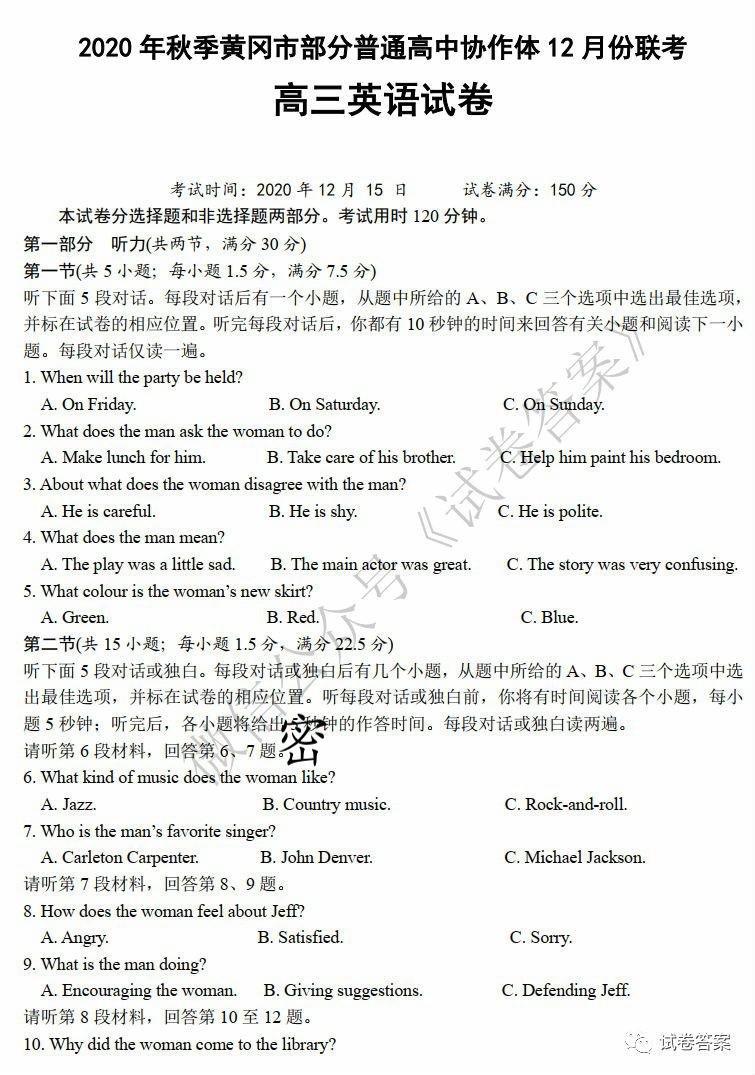 2020 年秋季黄冈市部分普通高中协作体 12 月份联考
高三英语试卷
考试时间：2020 年 12 月 15 日 试卷满分：150 分
本试卷分选择题和非选择题两部分。考试用时 120 分钟。
第一部分 听力(共两节，满分 30 分)
第一节(共 5 小题；每小题 1.5 分，满分 7.5 分)
听下面 5 段对话。每段对话后有一个小题，从题中所给的 A、B、C 三个选项中选出最佳选项，
并标在试卷的相应位置。听完每段对话后，你都有 10 秒钟的时间来回答有关小题和阅读下一小
题。每段对话仅读一遍。
1. When will the party be held?
A. On Friday. B. On Saturday. C. On Sunday.
2. What does the man ask the woman to do?
A. Make lunch for him. B. Take care of his brother. C. Help him paint his bedroom.
3. About what does the woman disagree with the man?
A. He is careful. B. He is shy. C. He is polite.
4. What does the man mean?
A. The play was a little sad. B. The main actor was great. C. The story was very confusing.
5. What colour is the woman's new skirt?
A. Green. B. Red. C. Blue.
第二节(共 15 小题；每小题 1.5 分，满分 22.5 分)
听下面 5 段对话或独白。每段对话或独白后有几个小题，从题中所给的 A、B、C 三个选项中选
出最佳选项，并标在试卷的相应位置。听每段对话或独白前，你将有时间阅读各个小题，每小
题 5 秒钟；听完后，各小题将给出 5 秒钟的作答时间。每段对话或独白读两遍。
请听第 6 段材料，回答第 6、7 题。
密
6. What kind of music does the woman like?
A. Jazz. B. Country music. C. Rock-and-roll.
7. Who is the man's favorite singer?
A. Carleton Carpenter. B. John Denver. C. Michael Jackson.
请听第 7 段材料，回答第 8、9 题。
8. How does the woman feel about Jeff?
A. Angry. B. Satisfied. C. Sorry.
9. What is the man doing?
A. Encouraging the woman. B. Giving suggestions. C. Defending Jeff.
请听第 8 段材料，回答第 10 至 12 题。
10. Why did the woman come to the library?
微信公众号《试卷答案》
试卷答案